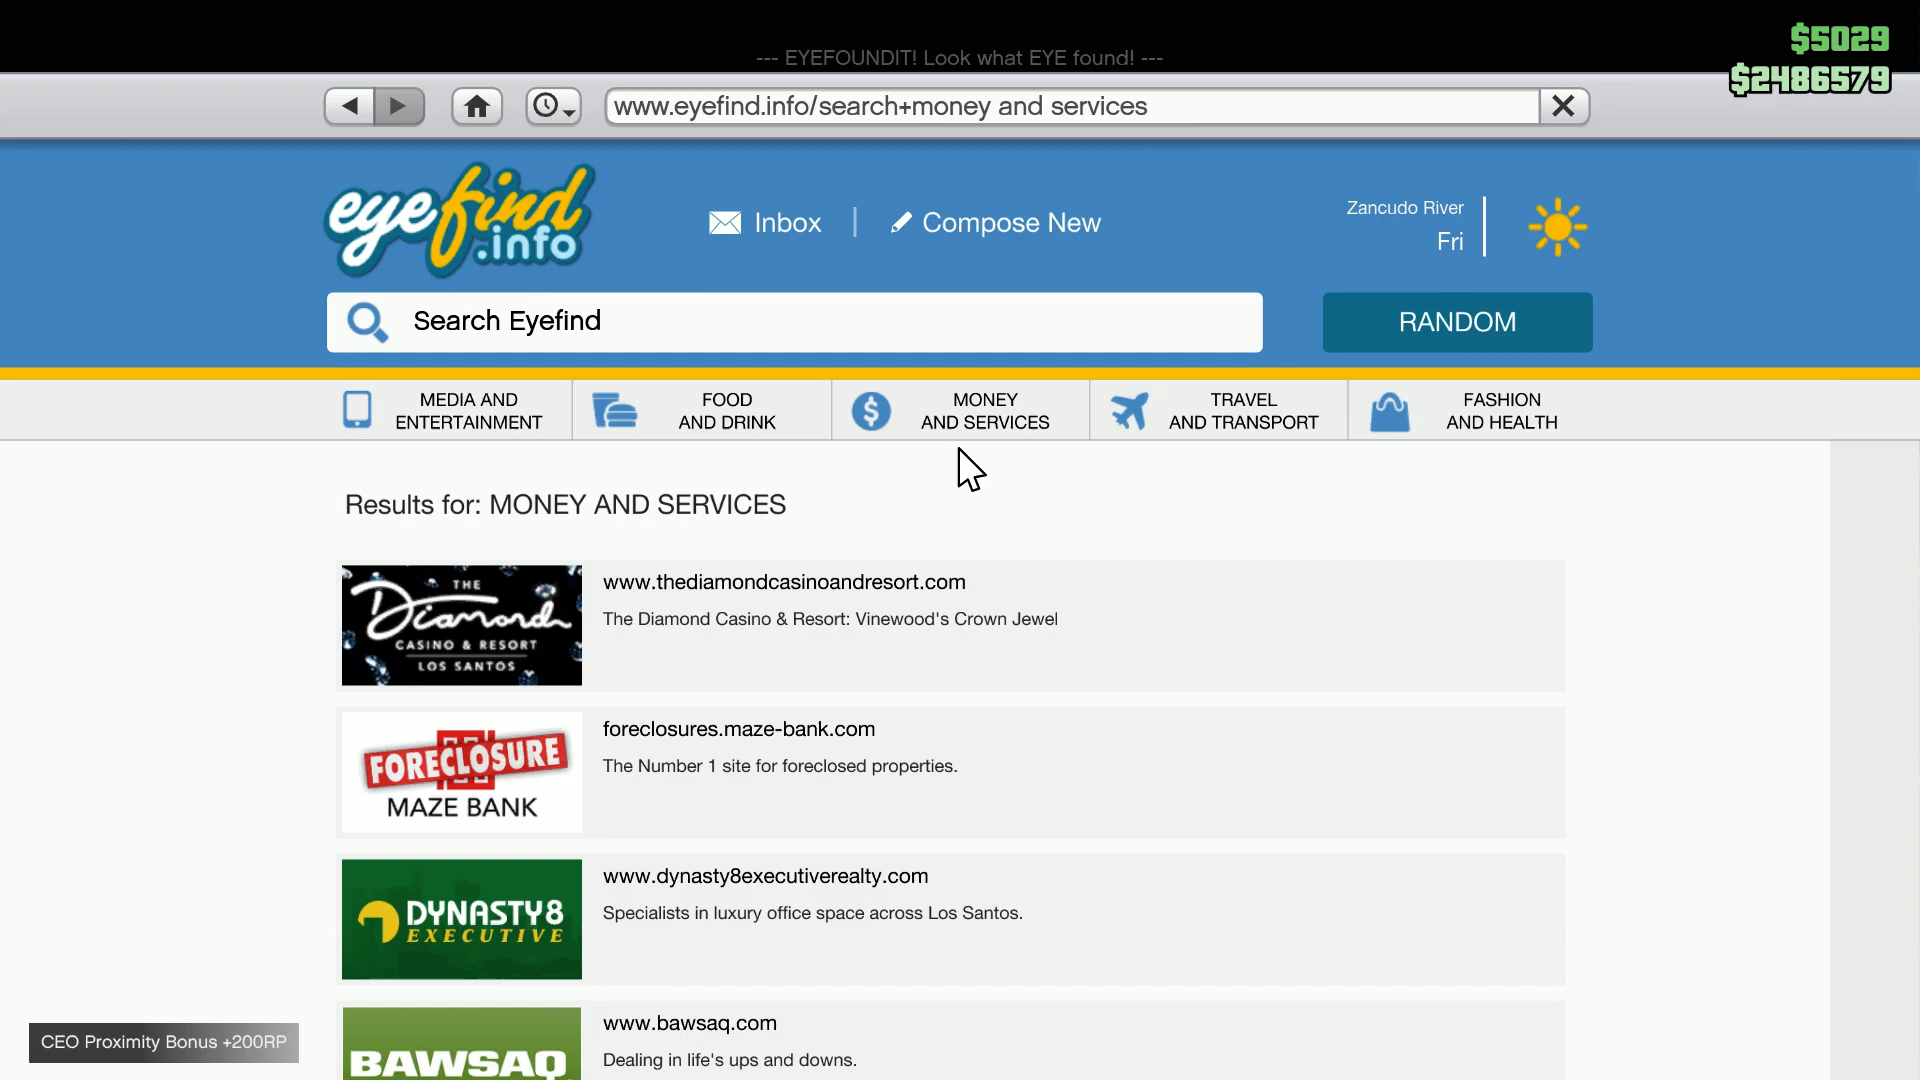 $5029
--- EYEFOUNDIT! Look what EYE found! ---
$2486579
www.eyefind.info/search+money and services
eyefind
.info
Inbox
Compose New
Zancudo River
Fri
Search Eyefind
RANDOM
MEDIA AND
ENTERTAINMENT
FOOD
AND DRINK
MONEY
AND SERVICES
TRAVEL
AND TRANSPORT
FASHION
AND HEALTH
Results for: MONEY AND SERVICES
THE
Diamond
CASINO & RESORT
LOS SANTOS
www.thediamondcasinoandresort.com
The Diamond Casino & Resort: Vinewood's Crown Jewel
FORECLOSURE
MAZE BANK
foreclosures.maze-bank.com
The Number 1 site for foreclosed properties.
DYNASTY8
EXECUTIVE
www.dynasty8executiverealty.com
Specialists in luxury office space across Los Santos.
BAWSAQ
www.bawsaq.com
Dealing in life's ups and downs.
CEO Proximity Bonus +200RP